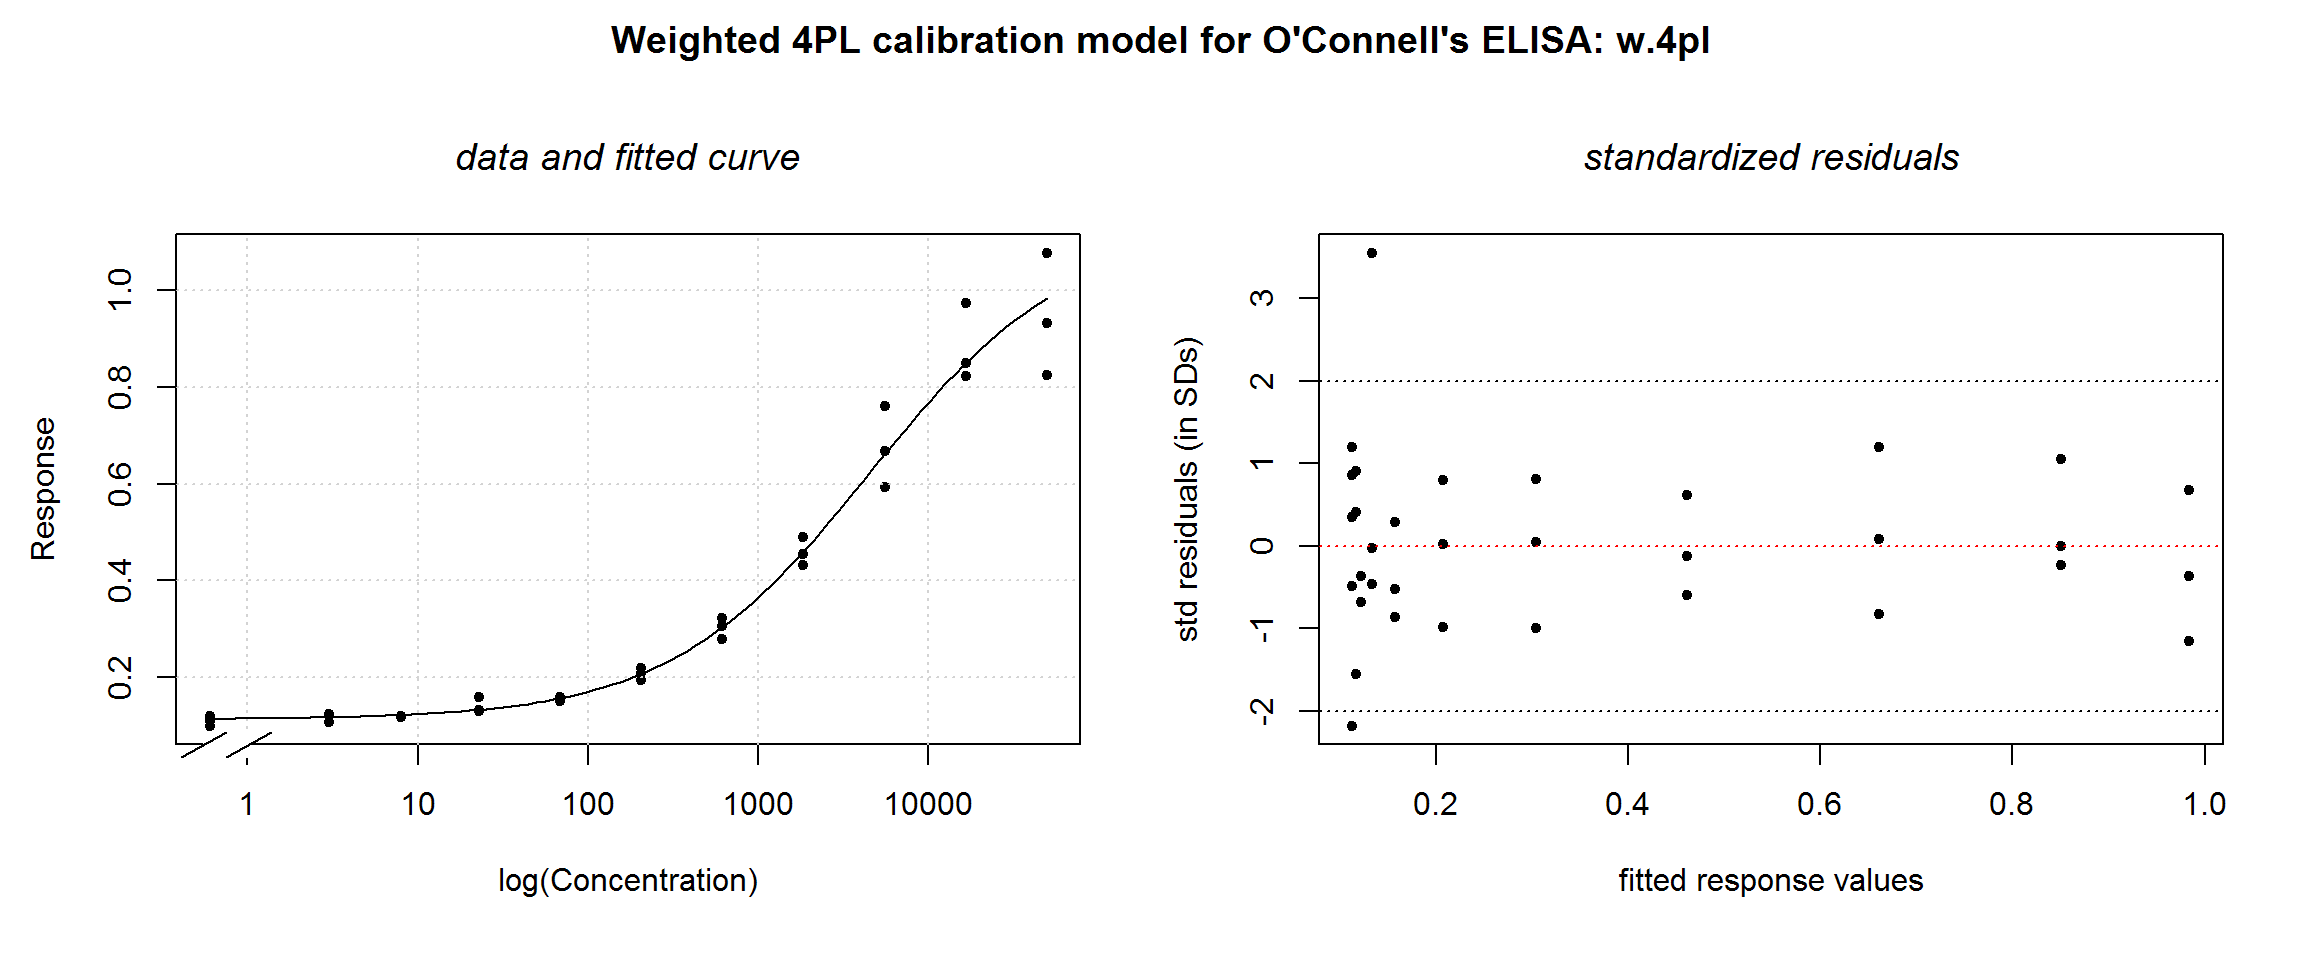 Weighted 4PL calibration model for O'Connell's ELISA: w.4pl
data and fitted curve
Response
1.0
0.8
0.6
0.4
0.2
1 10 100 1000 10000
log(Concentration)
standardized residuals
std residuals (in SDs)
3
2
1
0
-1
-2
0.2 0.4 0.6 0.8 1.0
fitted response values